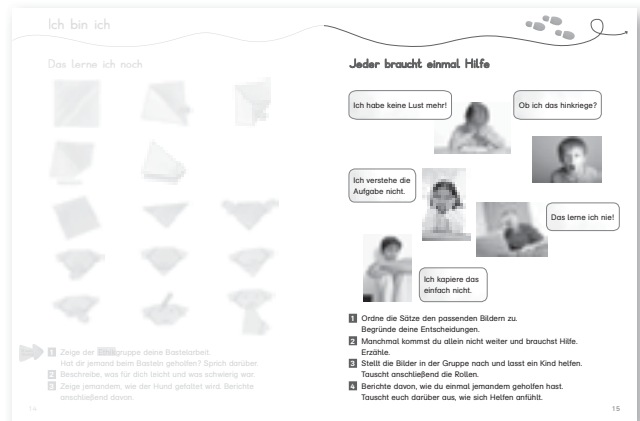 Ich bin ich
Das lerne ich noch
1 Zeige der Ethikgruppe deine Bastelarbeit.
Hat dir jemand beim Basteln geholfen? Sprich darüber.
2 Beschreibe, was für dich leicht und was schwierig war.
3 Zeige jemandem, wie der Hund gefaltet wird. Berichte
anschließend davon.
14
Jeder braucht einmal Hilfe
Ich habe keine Lust mehr!
Ob ich das hinkriege?
Ich verstehe die
Aufgabe nicht.
Das lerne ich nie!
Ich kapiere das
einfach nicht.
1 Ordne die Sätze den passenden Bildern zu.
Begründe deine Entscheidungen.
2 Manchmal kommst du allein nicht weiter und brauchst Hilfe.
Erzähle.
3 Stellt die Bilder in der Gruppe nach und lasst ein Kind helfen.
Tauscht anschließend die Rollen.
4 Berichte davon, wie du einmal jemandem geholfen hast.
Tauscht euch darüber aus, wie sich Helfen anfühlt.
15